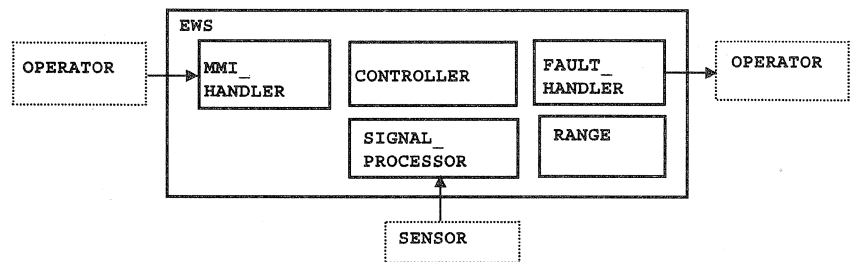 EWS
OPERATOR
MMI_
HANDLER
CONTROLLER
FAULT_
HANDLER
OPERATOR
SIGNAL_
PROCESSOR
RANGE
SENSOR